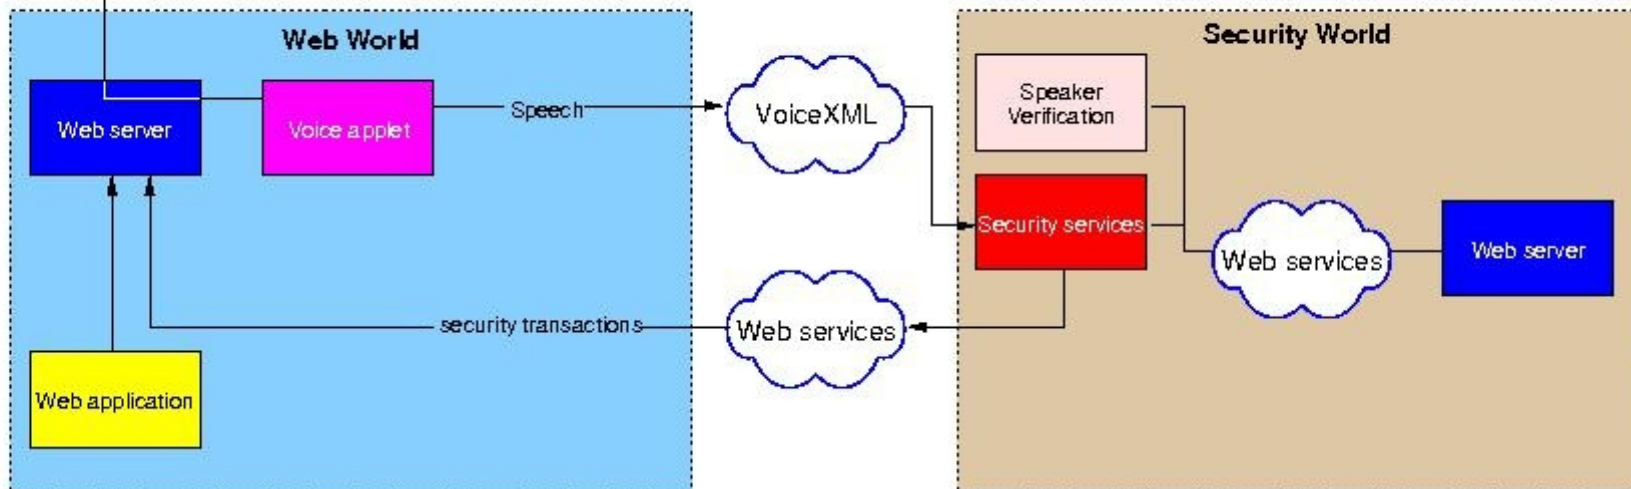 Web World
Security World
Web server
Voice applet
Speech
VoiceXML
Speaker
Verification
Security services
Web services
Web server
security transactions
Web services
Web application